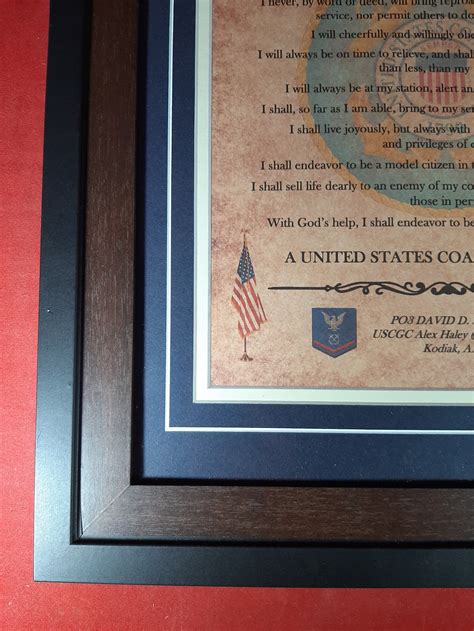 I never, by word or deed, will bring reproa
service, nor permit others to do
I will cheerfully and willingly obe
I will always be on time to relieve, and shal
than less, than my
I will always be at my station, alert an
I shall, so far as I am able, bring to my se
I shall live joyously, but always with
and privileges of
I shall endeavor to be a model citizen in t
I shall sell life dearly to an enemy of my co
those in per
With God's help, I shall endeavor to be
A UNITED STATES COA
PO3 DAVID D.
USCGC Alex Haley
Kodiak, A